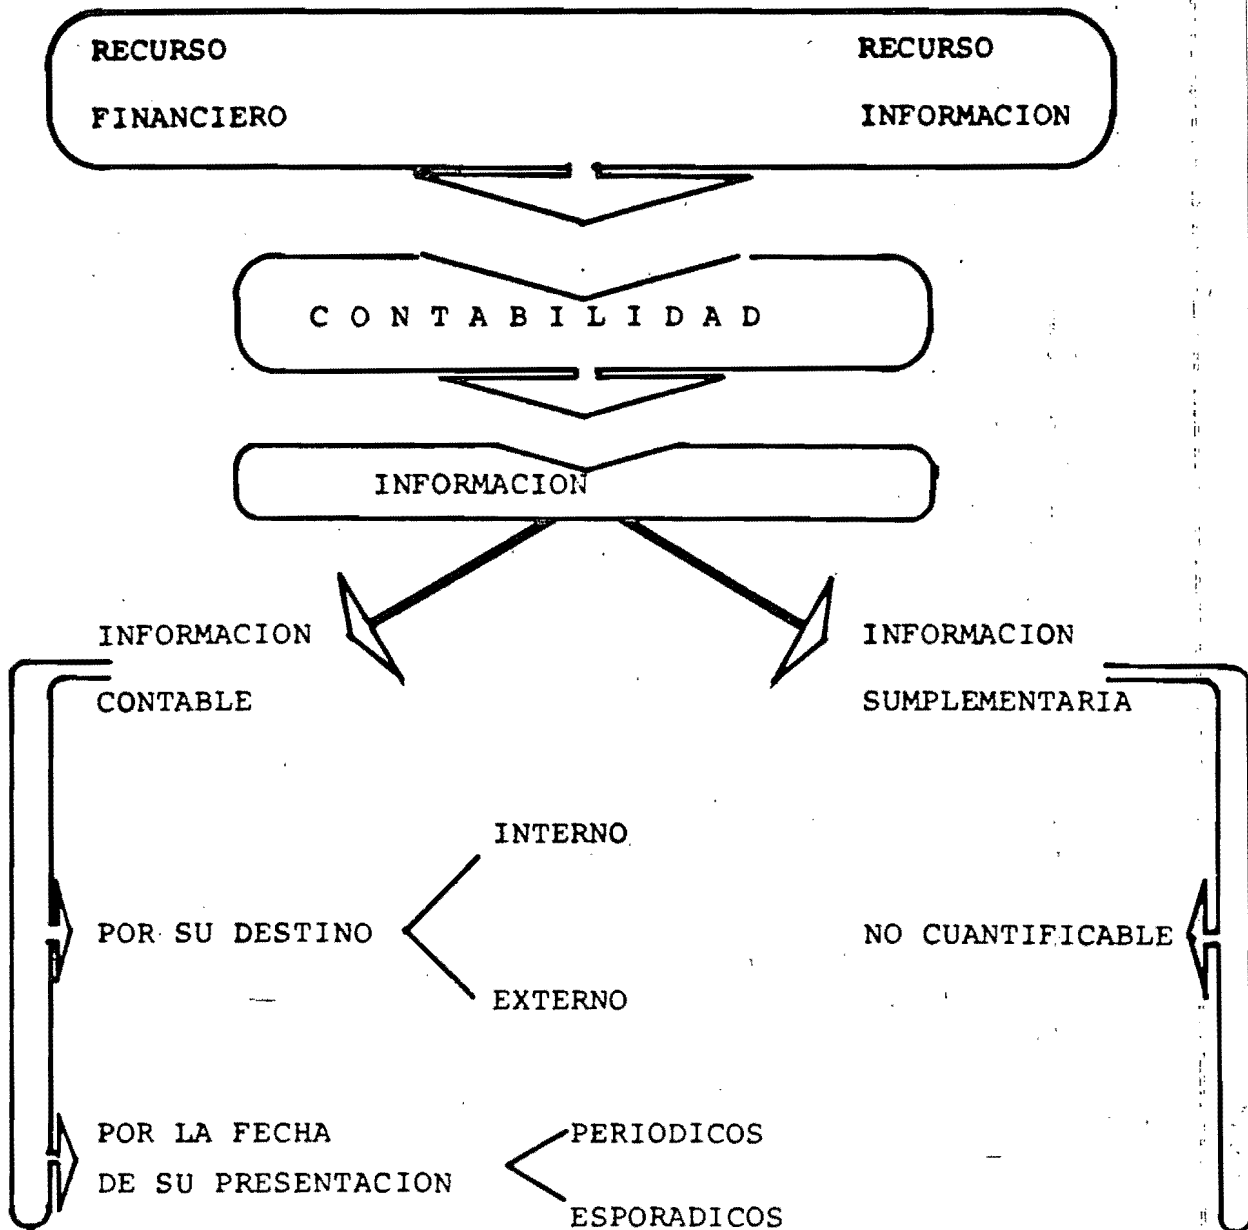 RECURSO RECURSO
FINANCIERO INFORMACION
C O N T A B I L I D A D
INFORMACION
INFORMACION INFORMACION
CONTABLE SUMPLEMENTARIA
INTERNO
POR SU DESTINO NO CUANTIFICABLE
EXTERNO
POR LA FECHA PERIODICOS
DE SU PRESENTACION
ESPORADICOS